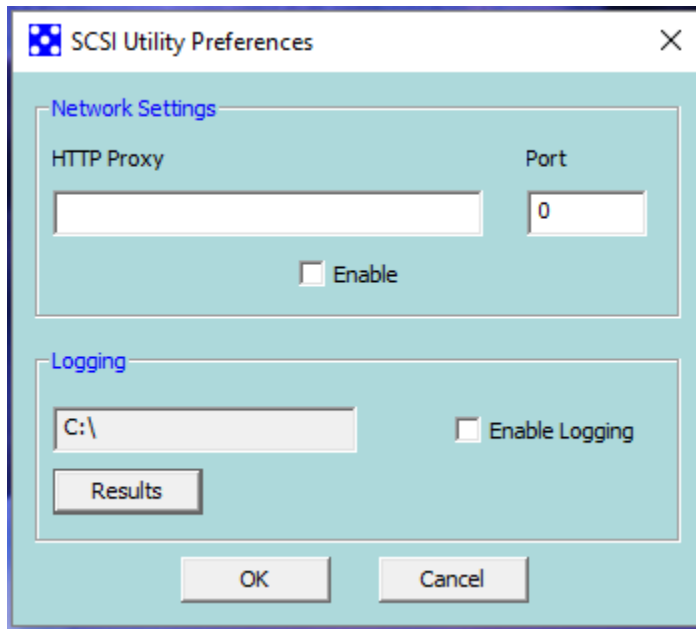 SCSI Utility Preferences
Network Settings
HTTP Proxy Port
0
Enable
Logging
C:\ Enable Logging
Results
OK Cancel